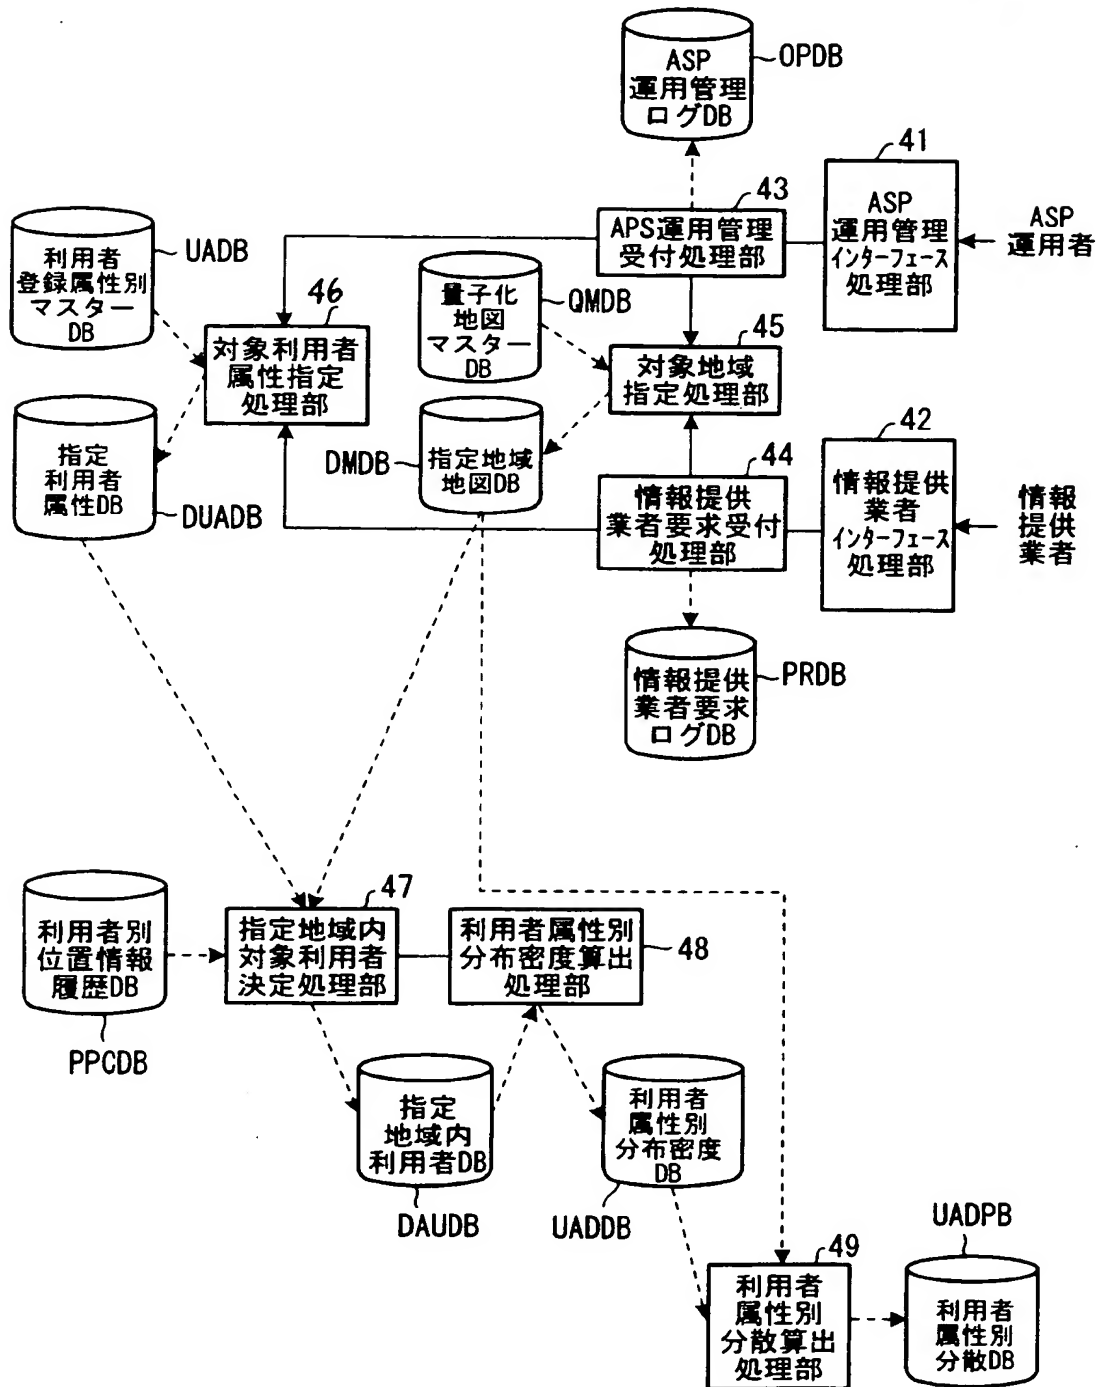 ASP
運用管理
ログDB
OPDB
41
ASP
運用管理
インターフェース
処理部
ASP
運用者
43
APS運用管理
受付処理部
利用者
登録属性別
マスター
DB
UADB
46
対象利用者
属性指定
処理部
量子化
地図
マスター
DB
QMDB
45
対象地域
指定処理部
指定
利用者
属性DB
DUADB
DMDB
指定地域
地図DB
44
情報提供
業者要求受付
処理部
42
情報提供
業者
インターフェース
処理部
情報
提供
業者
情報提供
業者要求
ログDB
PRDB
利用者別
位置情報
履歴DB
PPCDB
47
指定地域内
対象利用者
決定処理部
利用者属性別
分布密度算出
処理部
48
指定
地域内
利用者DB
DAUDB
利用者
属性別
分布密度
DB
UADDB
49
利用者
属性別
分散算出
処理部
UADPB
利用者
属性別
分散DB